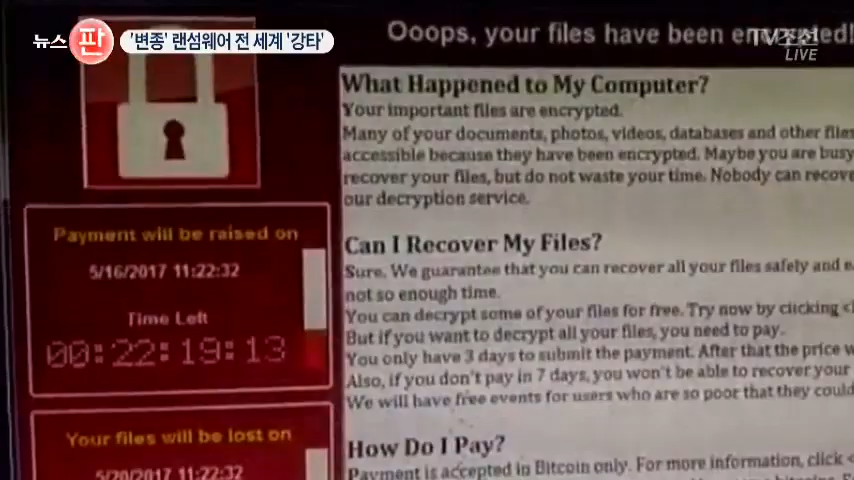 뉴스 판 '변종' 랜섬웨어 전 세계 '강타'
TV조선
LIVE
Ooops, your files have been
What Happened to My Computer?
Your important files are encrypted.
Many of your documents, photos, videos, databases and other files
accessible because they have been encrypted. Maybe you are busy
recover your files, but do not waste your time. Nobody can recove
our decryption service.
Payment will be raised on
5/16/2017 11:22:32
Time Left
00:22:19:13
Can I Recover My Files?
Sure. We guarantee that you can recover all your files safely and e
not so enough time.
You can decrypt some of your files for free. Try now by clicking <
But if you want to decrypt all your files, you need to pay.
You only have 3 days to submit the payment. After that the price w
Also, if you don't pay in 7 days, you won't be able to recover your
We will have free events for users who are so poor that they could
Your files will be lost on
5/20/2017 11:22:32
How Do I Pay?
Payment is accepted in Bitcoin only. For more information, click <